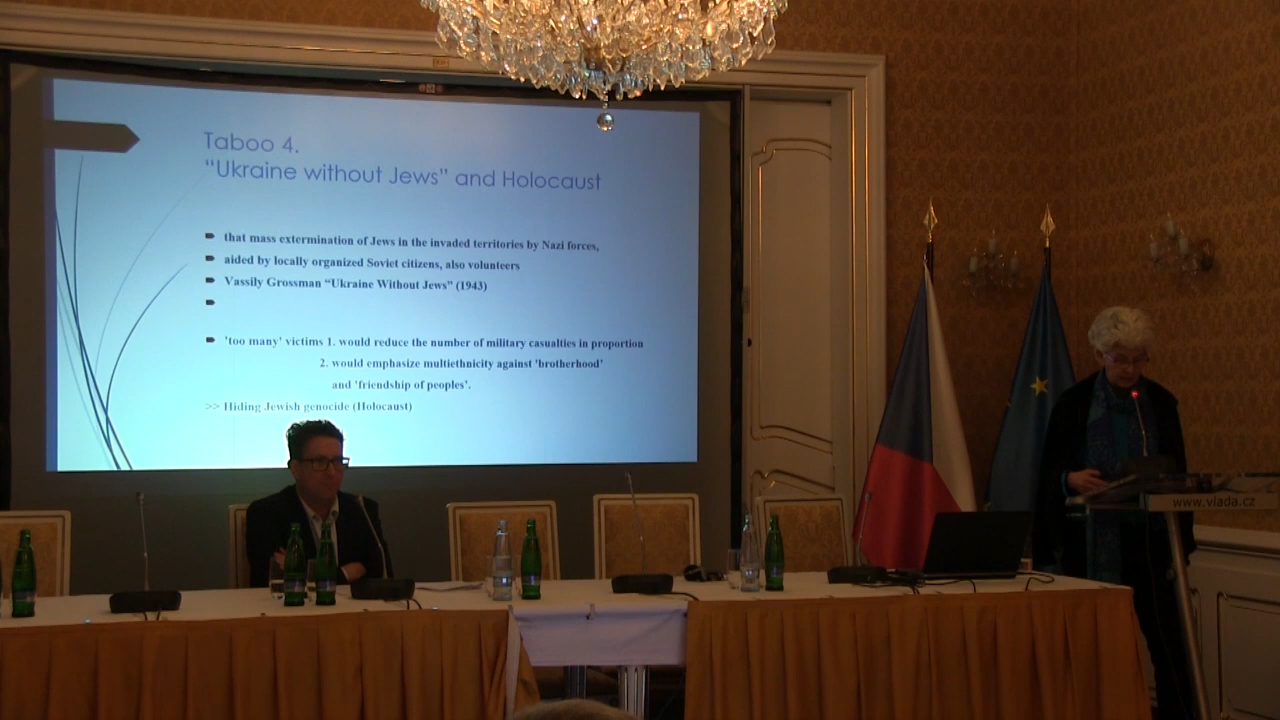 Taboo 4.
“Ukraine without Jews” and Holocaust
that mass extermination of Jews in the invaded territories by Nazi forces,
aided by locally organized Soviet citizens, also volunteers
Vassily Grossman “Ukraine Without Jews” (1943)
'too many' victims 1. would reduce the number of military casualties in proportion
2. would emphasize multiethnicity against 'brotherhood'
and 'friendship of peoples'.
>> Hiding Jewish genocide (Holocaust)
www.vlada.cz